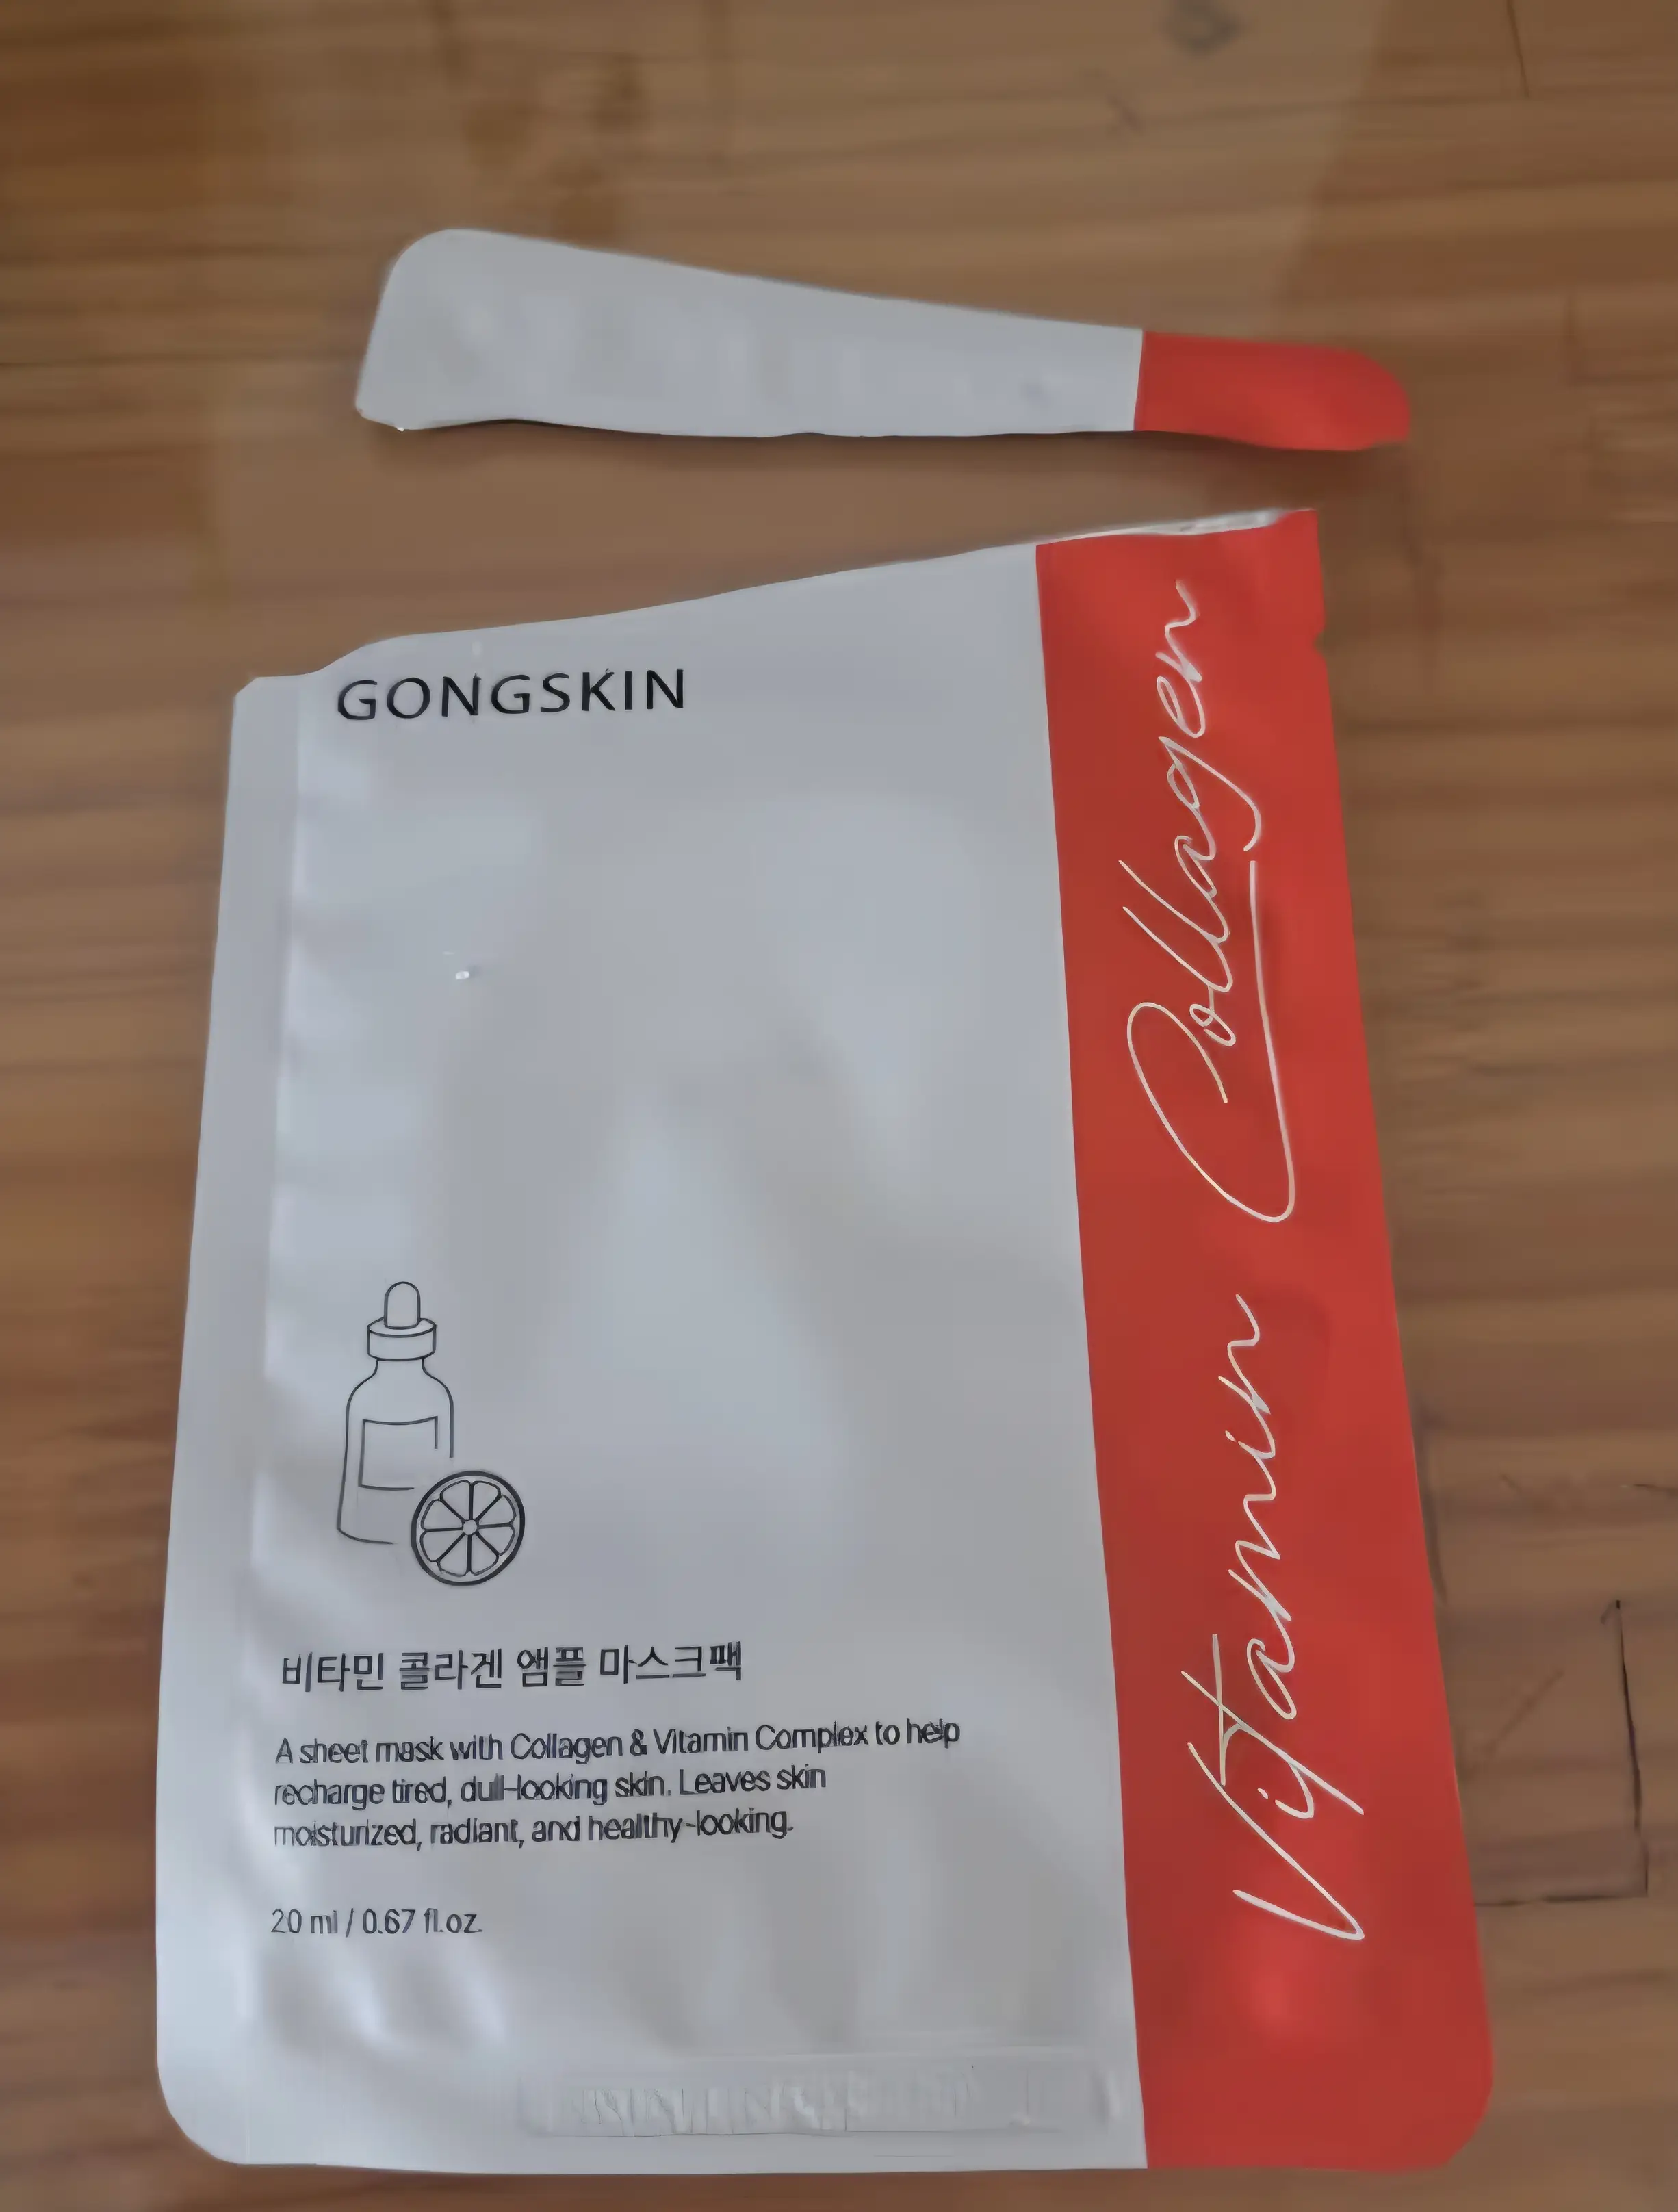 GONGSKIN
Vitamin Collagen
비타민 콜라겐 앰플 마스크팩
A sheet mask with Collagen & Vitamin Complex to help
recharge tired, dull-looking skin. Leaves skin
moisturized, radiant, and healthy-looking.
20 ml / 0.67 fl.oz.